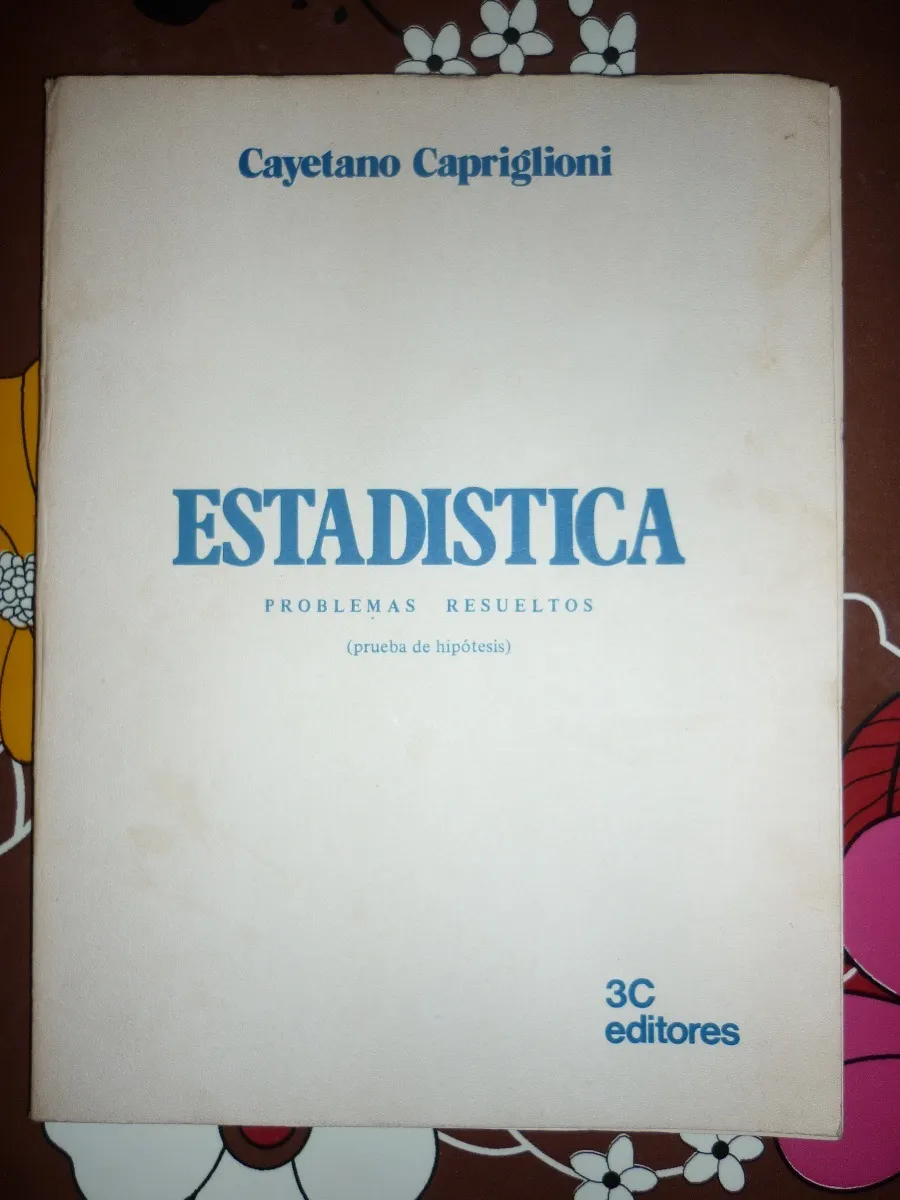 Cayetano Capriglioni
ESTADISTICA
PROBLEMAS RESUELTOS
(prueba de hipótesis)
3C
editores